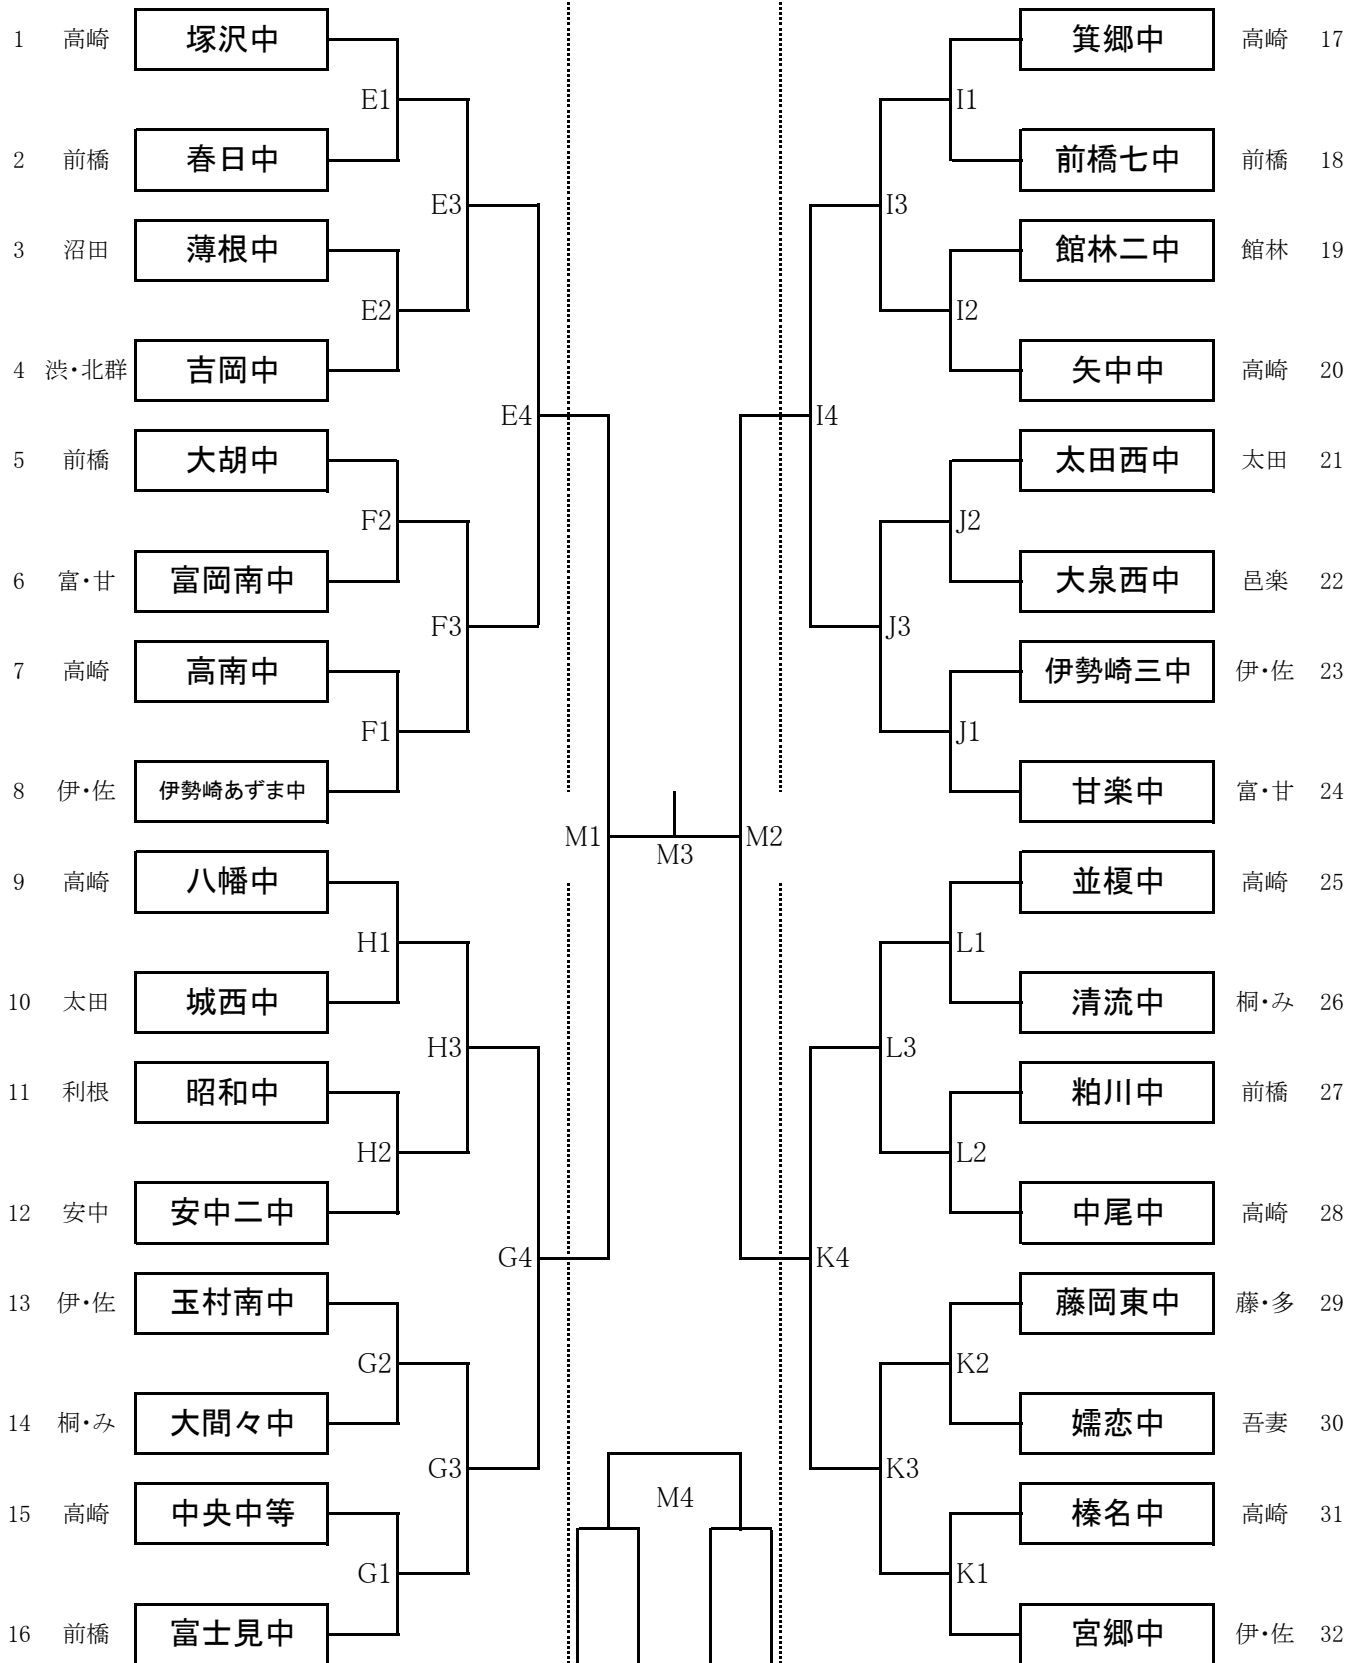 1 高崎 塚沢中
E1
2 前橋 春日中
E3
3 沼田 薄根中
E2
4 渋・北群 吉岡中
E4
5 前橋 大胡中
F2
6 富・甘 富岡南中
F3
7 高崎 高南中
F1
8 伊・佐 伊勢崎あずま中
M1
9 高崎 八幡中
H1
10 太田 城西中
H3
11 利根 昭和中
H2
12 安中 安中二中
G4
13 伊・佐 玉村南中
G2
14 桐・み 大間々中
G3
15 高崎 中央中等
G1
16 前橋 富士見中
M3
M4
箕郷中 高崎 17
I1
前橋七中 前橋 18
I3
館林二中 館林 19
I2
矢中中 高崎 20
I4
太田西中 太田 21
J2
大泉西中 邑楽 22
J3
伊勢崎三中 伊・佐 23
J1
甘楽中 富・甘 24
M2
並榎中 高崎 25
L1
清流中 桐・み 26
L3
粕川中 前橋 27
L2
中尾中 高崎 28
K4
藤岡東中 藤・多 29
K2
嬬恋中 吾妻 30
K3
榛名中 高崎 31
K1
宮郷中 伊・佐 32